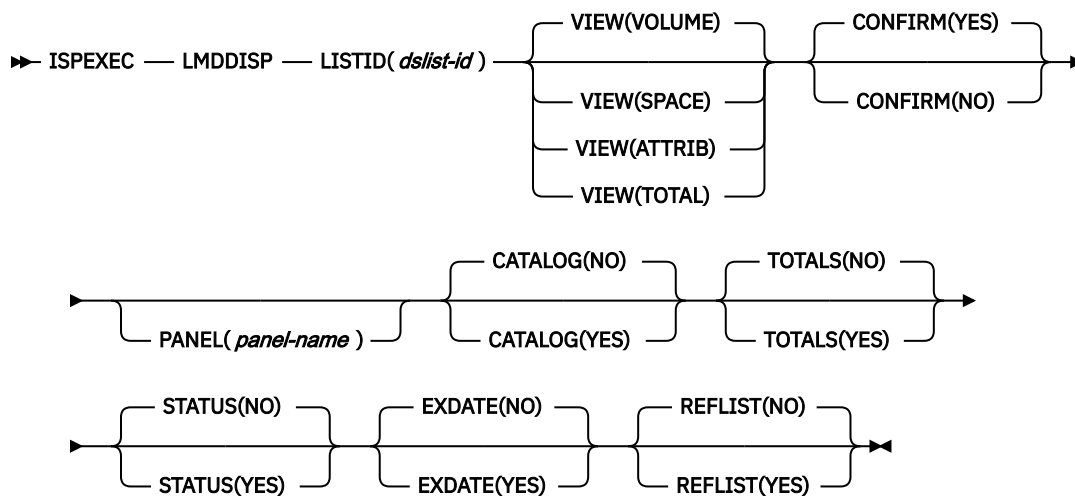 VIEW(VOLUME) CONFIRM(YES)
ISPEXEC LMDDISP LISTID( dslist-id )
VIEW(SPACE) CONFIRM(NO)
VIEW(ATTRIB)
VIEW(TOTAL)
CATALOG(NO) TOTALS(NO)
PANEL( panel-name ) CATALOG(YES) TOTALS(YES)
STATUS(NO) EXDATE(NO) REFLIST(NO)
STATUS(YES) EXDATE(YES) REFLIST(YES)